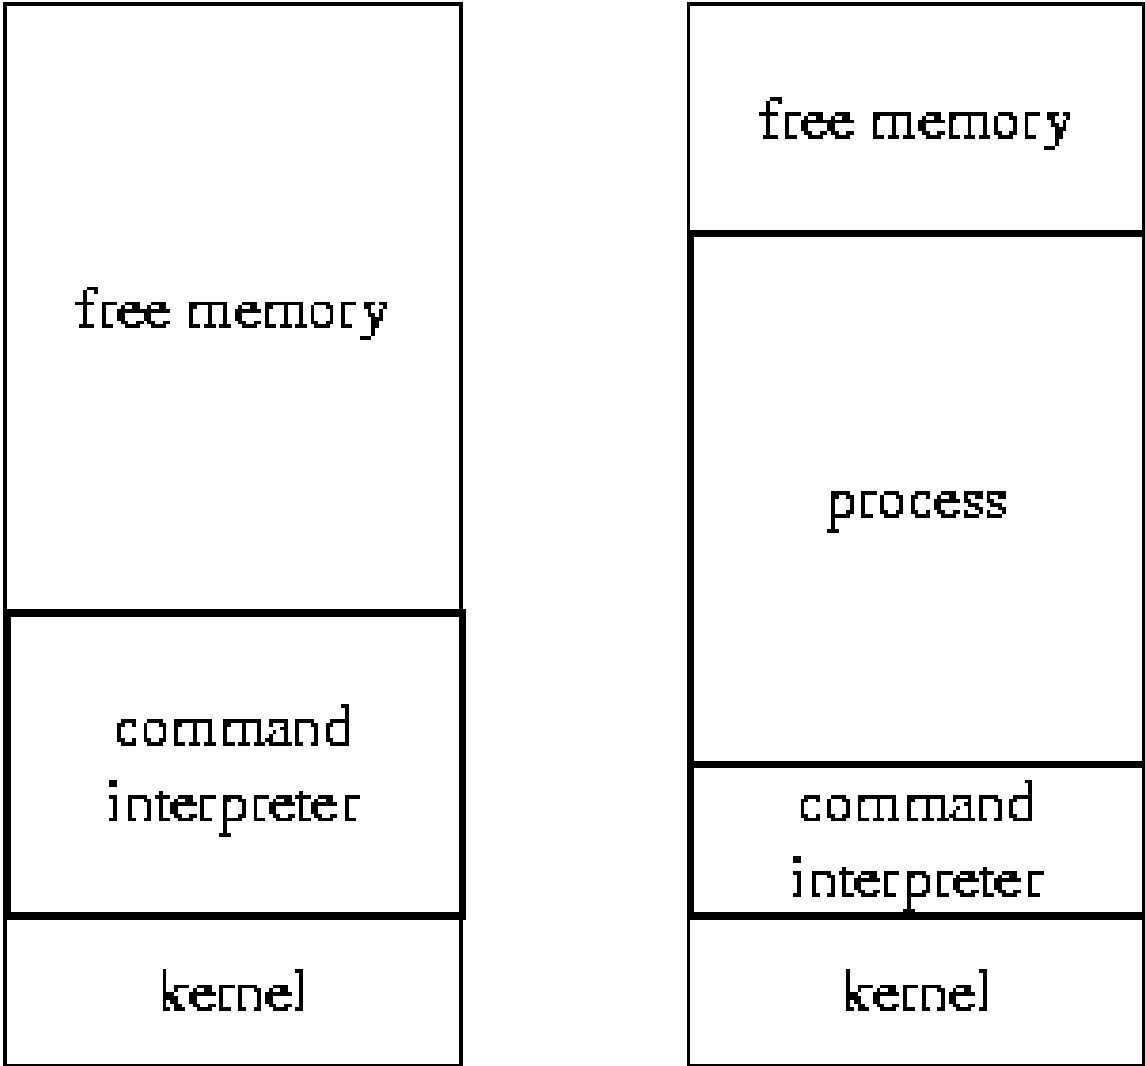 free memory
command
interpreter
kernel
free memory
process
command
interpreter
kernel